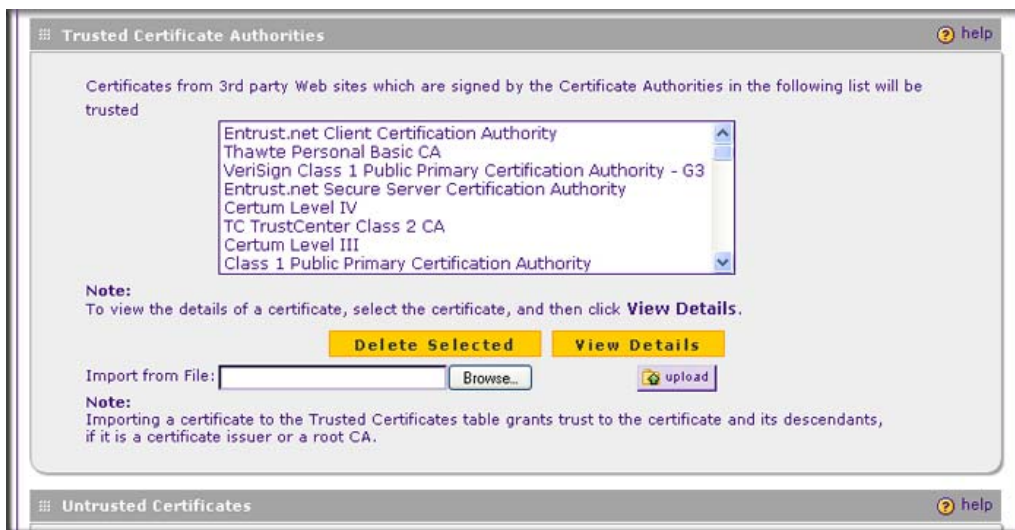 Trusted Certificate Authorities
help
Certificates from 3rd party Web sites which are signed by the Certificate Authorities in the following list will be
trusted
Entrust.net Client Certification Authority
Thawte Personal Basic CA
VeriSign Class 1 Public Primary Certification Authority - G3
Entrust.net Secure Server Certification Authority
Certum Level IV
TC TrustCenter Class 2 CA
Certum Level III
Class 1 Public Primary Certification Authority
Note:
To view the details of a certificate, select the certificate, and then click View Details.
Delete Selected View Details
Import from File: Browse... upload
Note:
Importing a certificate to the Trusted Certificates table grants trust to the certificate and its descendants,
if it is a certificate issuer or a root CA.
Untrusted Certificates
help